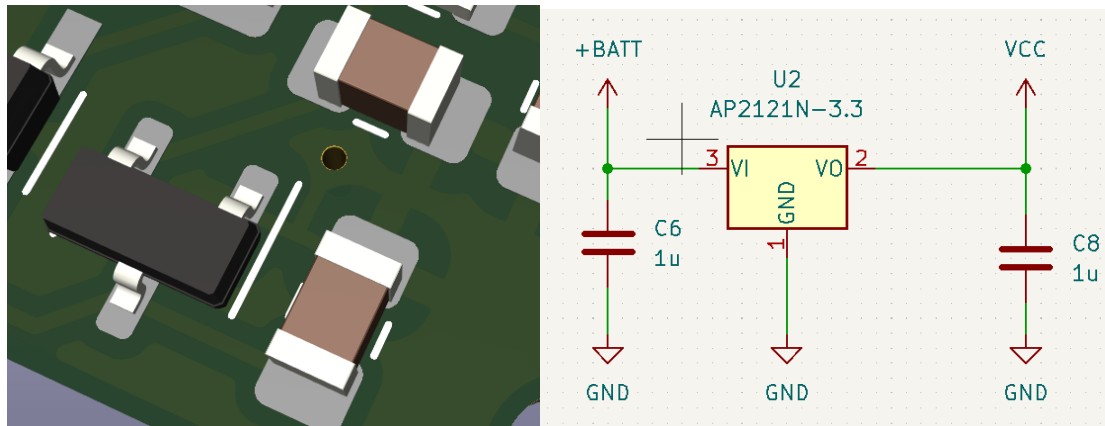 +BATT
VCC
U2
AP2121N-3.3
3
VI
VO
2
GND
1
C6
1u
C8
1u
GND
GND
GND